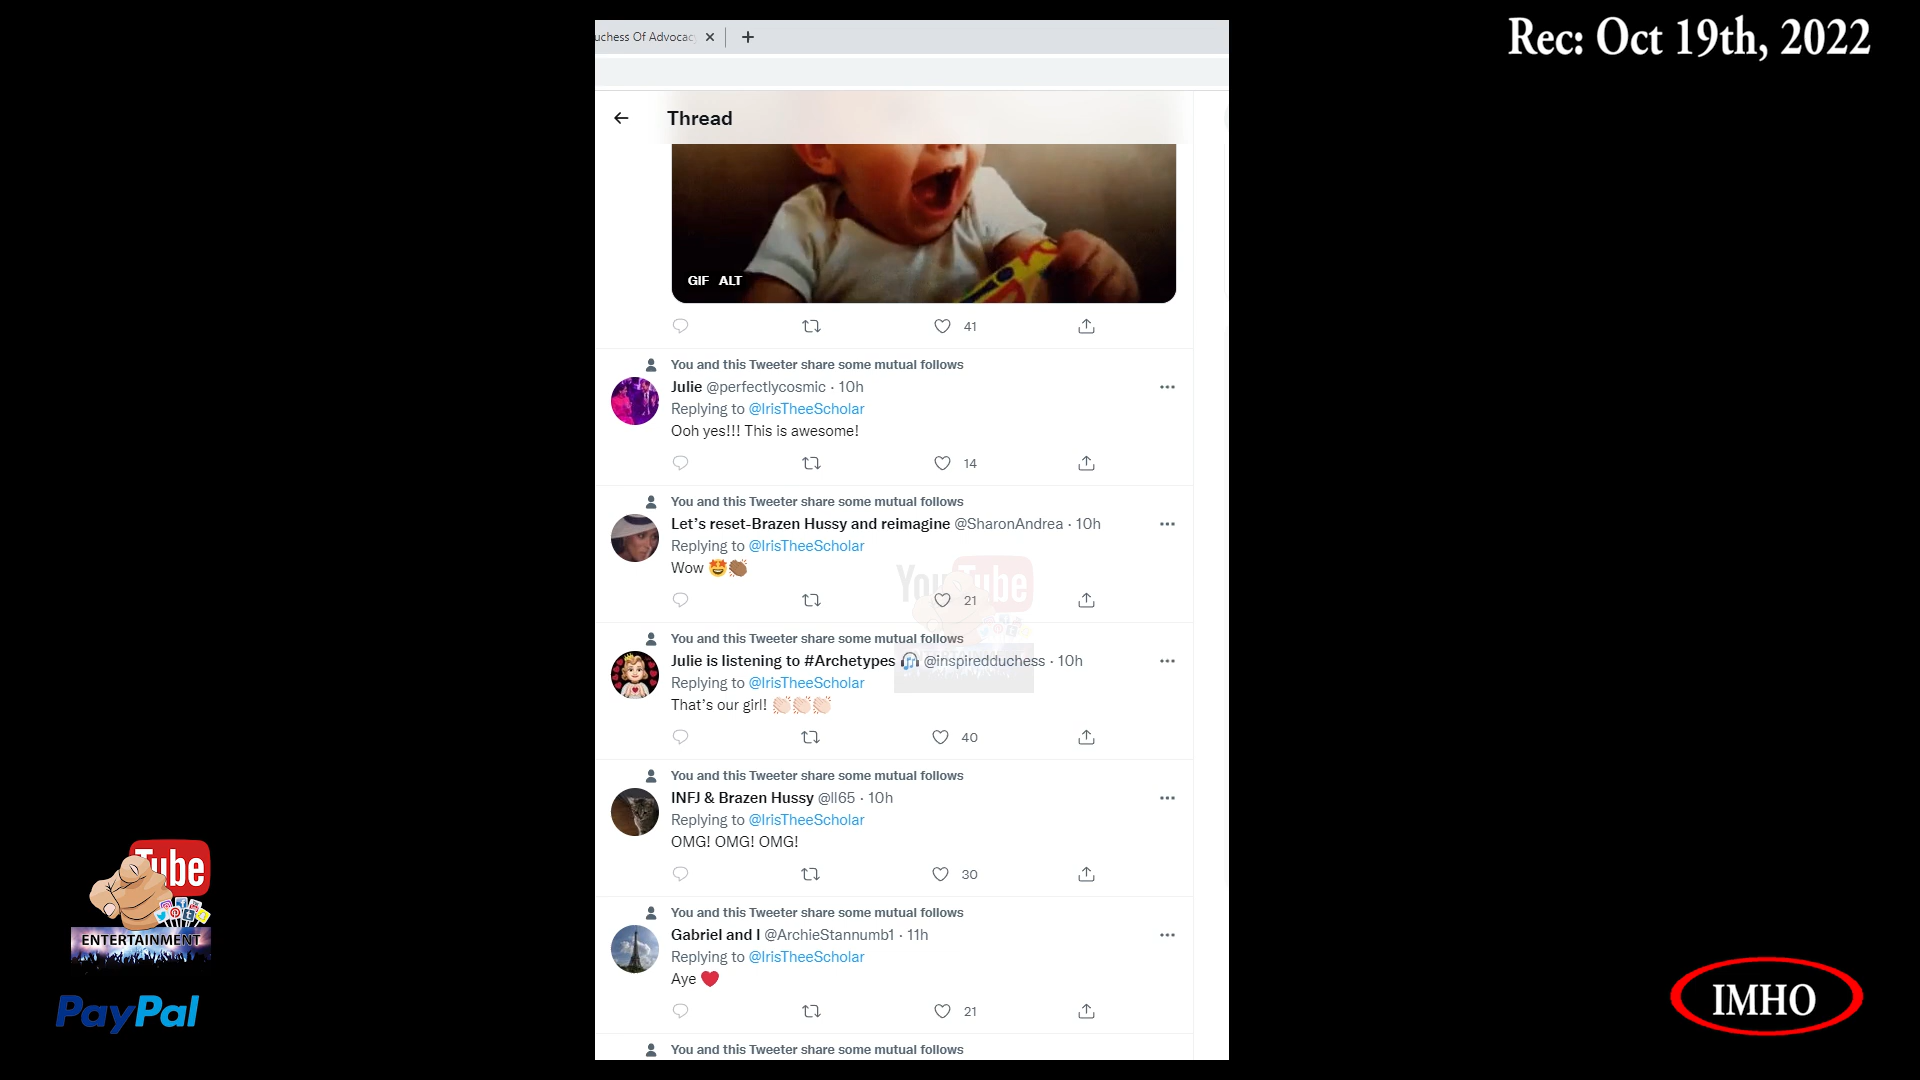 Rec: Oct 19th, 2022
uchess Of Advocac
Thread
GIF ALT
41
You and this Tweeter share some mutual follows
Julie @perfectlycosmic · 10h
Replying to @IrisTheeScholar
Ooh yes!!! This is awesome!
14
You and this Tweeter share some mutual follows
Let's reset-Brazen Hussy and reimagine @SharonAndrea · 10h
Replying to @IrisTheeScholar
Wow 🤩👏🏾
21
You and this Tweeter share some mutual follows
Julie is listening to #Archetypes 🎧 @inspiredduchess · 10h
Replying to @IrisTheeScholar
That's our girl! 👏🏻👏🏻👏🏻
40
You and this Tweeter share some mutual follows
INFJ & Brazen Hussy @ll65 · 10h
Replying to @IrisTheeScholar
OMG! OMG! OMG!
30
You and this Tweeter share some mutual follows
Gabriel and I @ArchieStannumb1 · 11h
Replying to @IrisTheeScholar
Aye ❤️
21
You and this Tweeter share some mutual follows
YouTube
Tube
ENTERTAINMENT
PayPal
IMHO